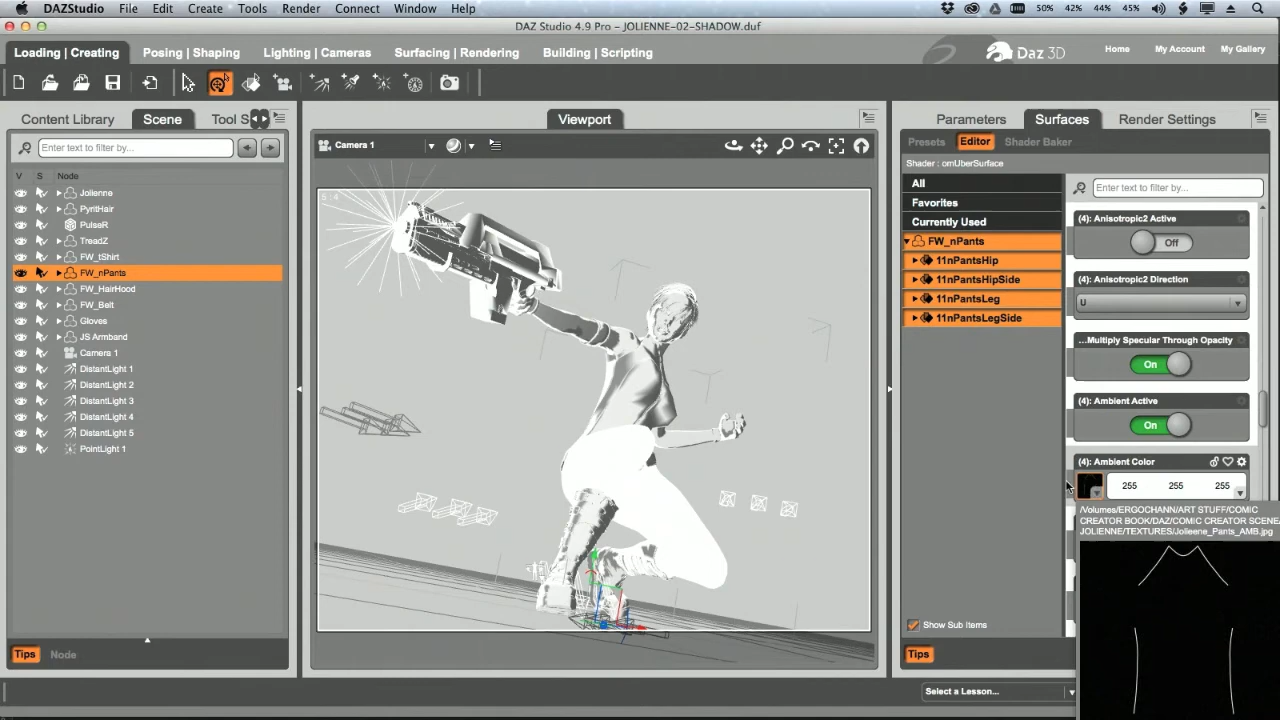 DAZStudio File Edit Create Tools Render Connect Window Help 50% 42% 44% 45%
DAZ Studio 4.9 Pro - JOLIENNE-02-SHADOW.duf
Loading | Creating Posing | Shaping Lighting | Cameras Surfacing | Rendering Building | Scripting
Daz 3D Home My Account My Gallery
Content Library Scene Tool S
Enter text to filter by...
V S Node
Jolienne
PyntHair
PulseR
TreadZ
FW_tShirt
FW_nPants
FW_HairHood
FW_Belt
Gloves
JS Armband
Camera 1
DistantLight 1
DistantLight 2
DistantLight 3
DistantLight 4
DistantLight 5
PointLight 1
Tips Node
Viewport
Camera 1
5 : 4
Parameters Surfaces Render Settings
Presets Editor Shader Baker
Shader : omUberSurface
All
Favorites
Currently Used
FW_nPants
11nPantsHip
11nPantsHipSide
11nPantsLeg
11nPantsLegSide
Show Sub Items
Tips
Enter text to filter by...
(4): Anisotropic2 Active
Off
(4): Anisotropic2 Direction
U
...Multiply Specular Through Opacity
On
(4): Ambient Active
On
(4): Ambient Color
255 255 255
/Volumes/ERGOCHANN/ART STUFF/COMIC
CREATOR BOOK/DAZ/COMIC CREATOR SCENE/
JOLIENNE/TEXTURES/Jolieene_Pants_AMB.jpg
Select a Lesson...